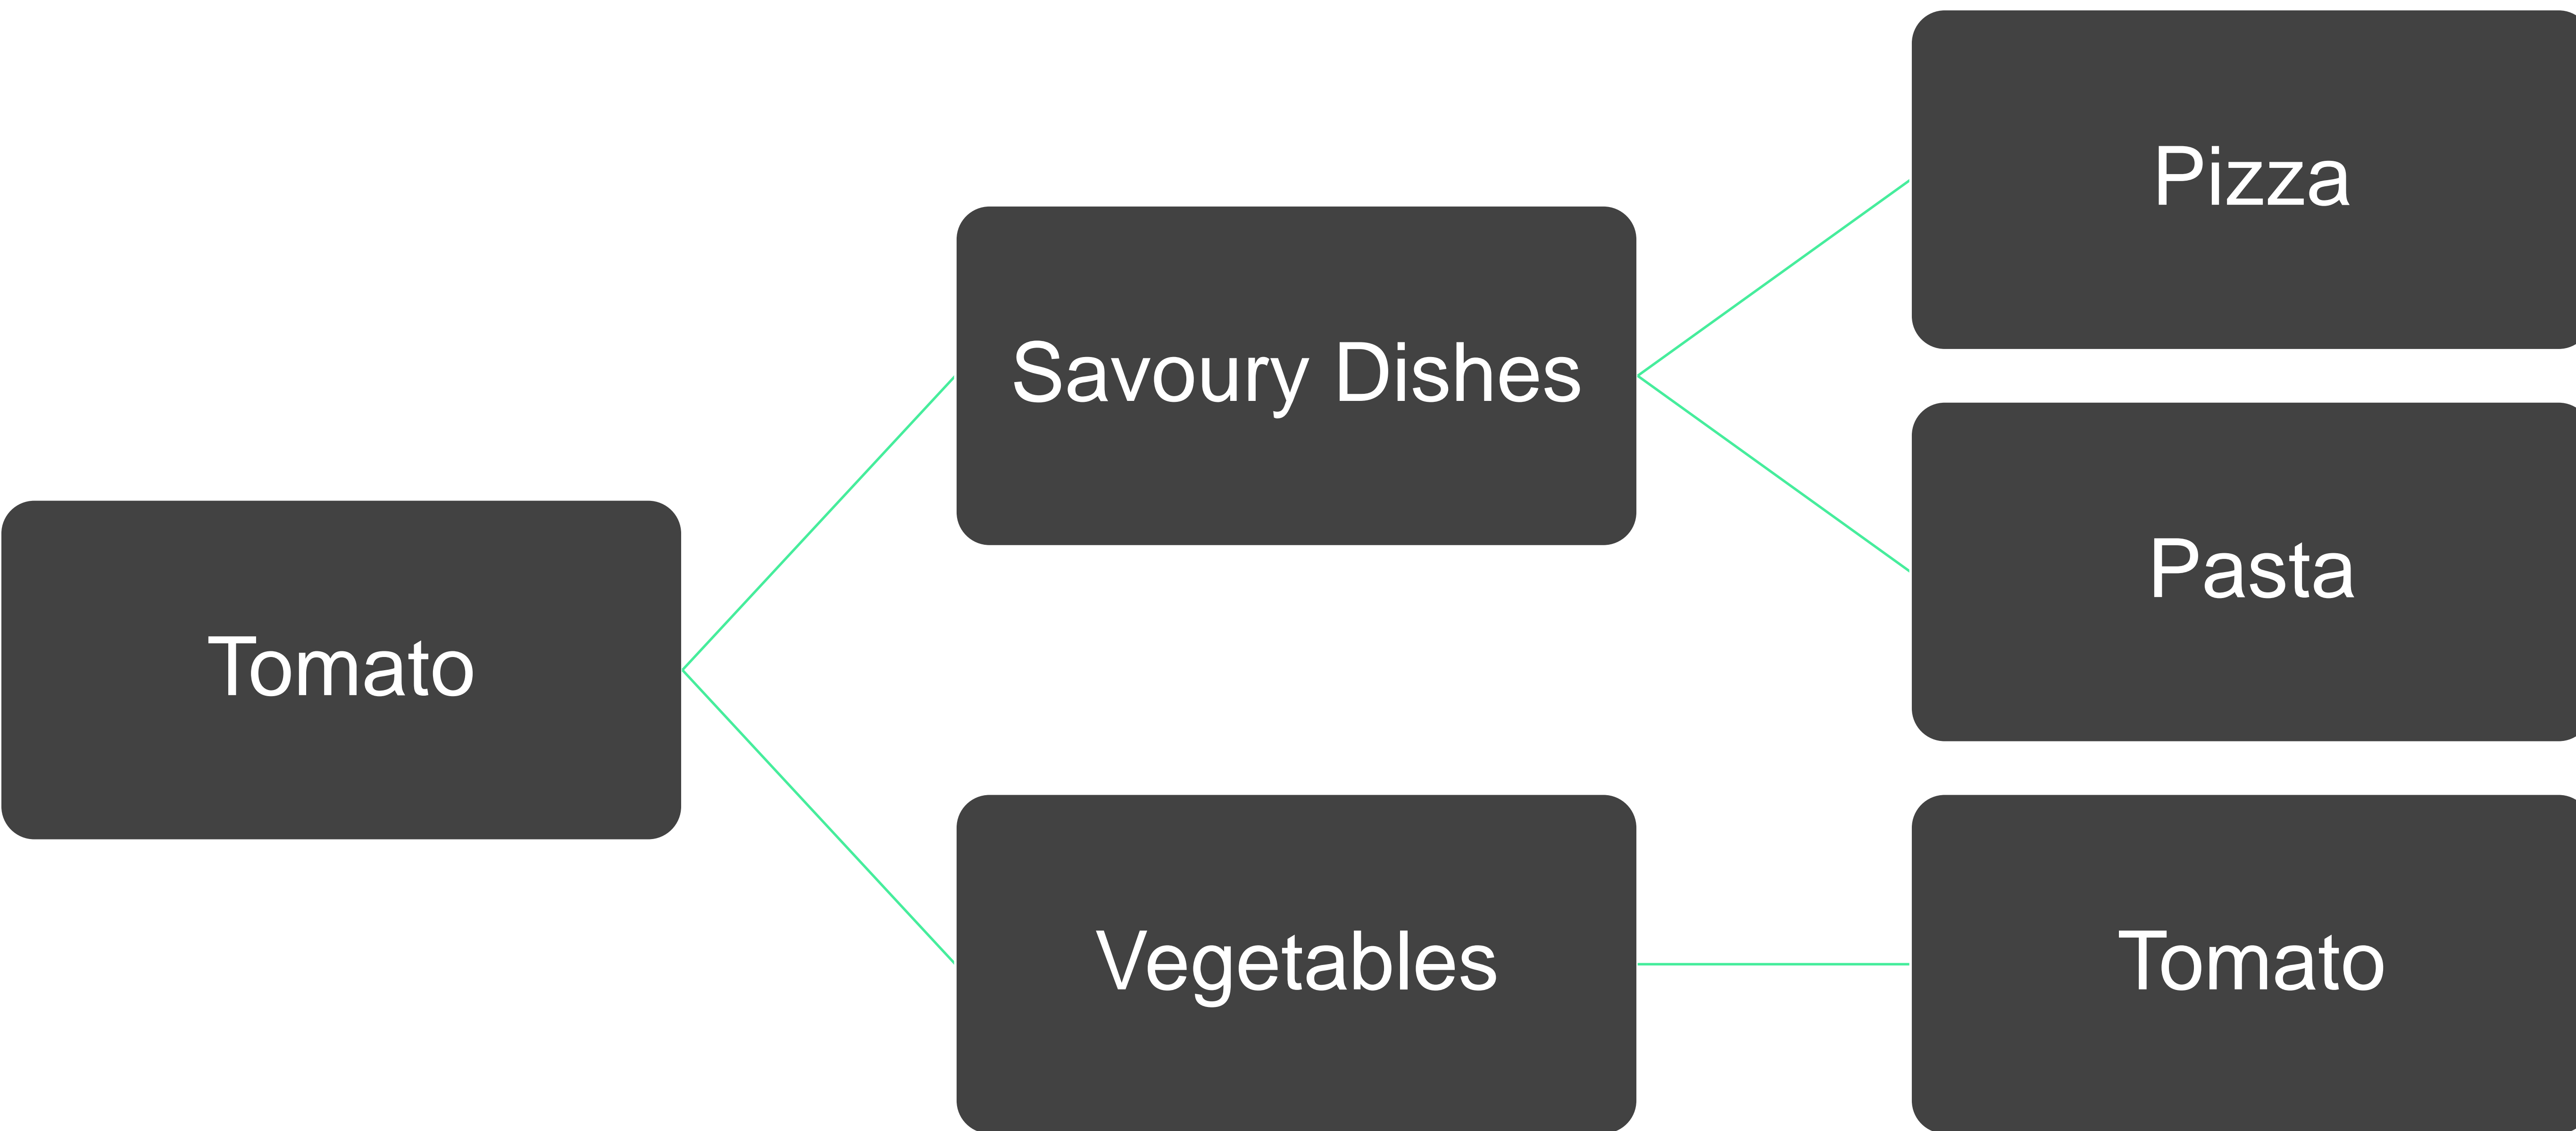 Tomato
Savoury Dishes
Pizza
Pasta
Vegetables
Tomato